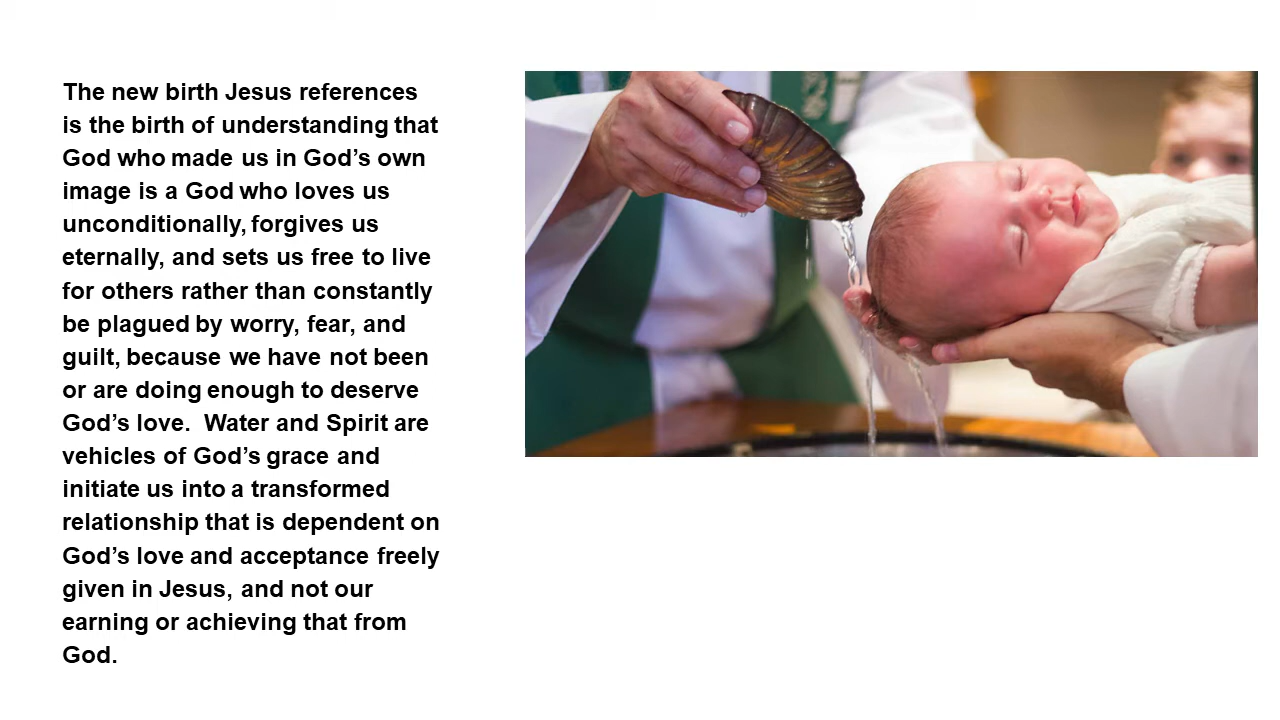 The new birth Jesus references
is the birth of understanding that
God who made us in God’s own
image is a God who loves us
unconditionally, forgives us
eternally, and sets us free to live
for others rather than constantly
be plagued by worry, fear, and
guilt, because we have not been
or are doing enough to deserve
God’s love.  Water and Spirit are
vehicles of God’s grace and
initiate us into a transformed
relationship that is dependent on
God’s love and acceptance freely
given in Jesus, and not our
earning or achieving that from
God.